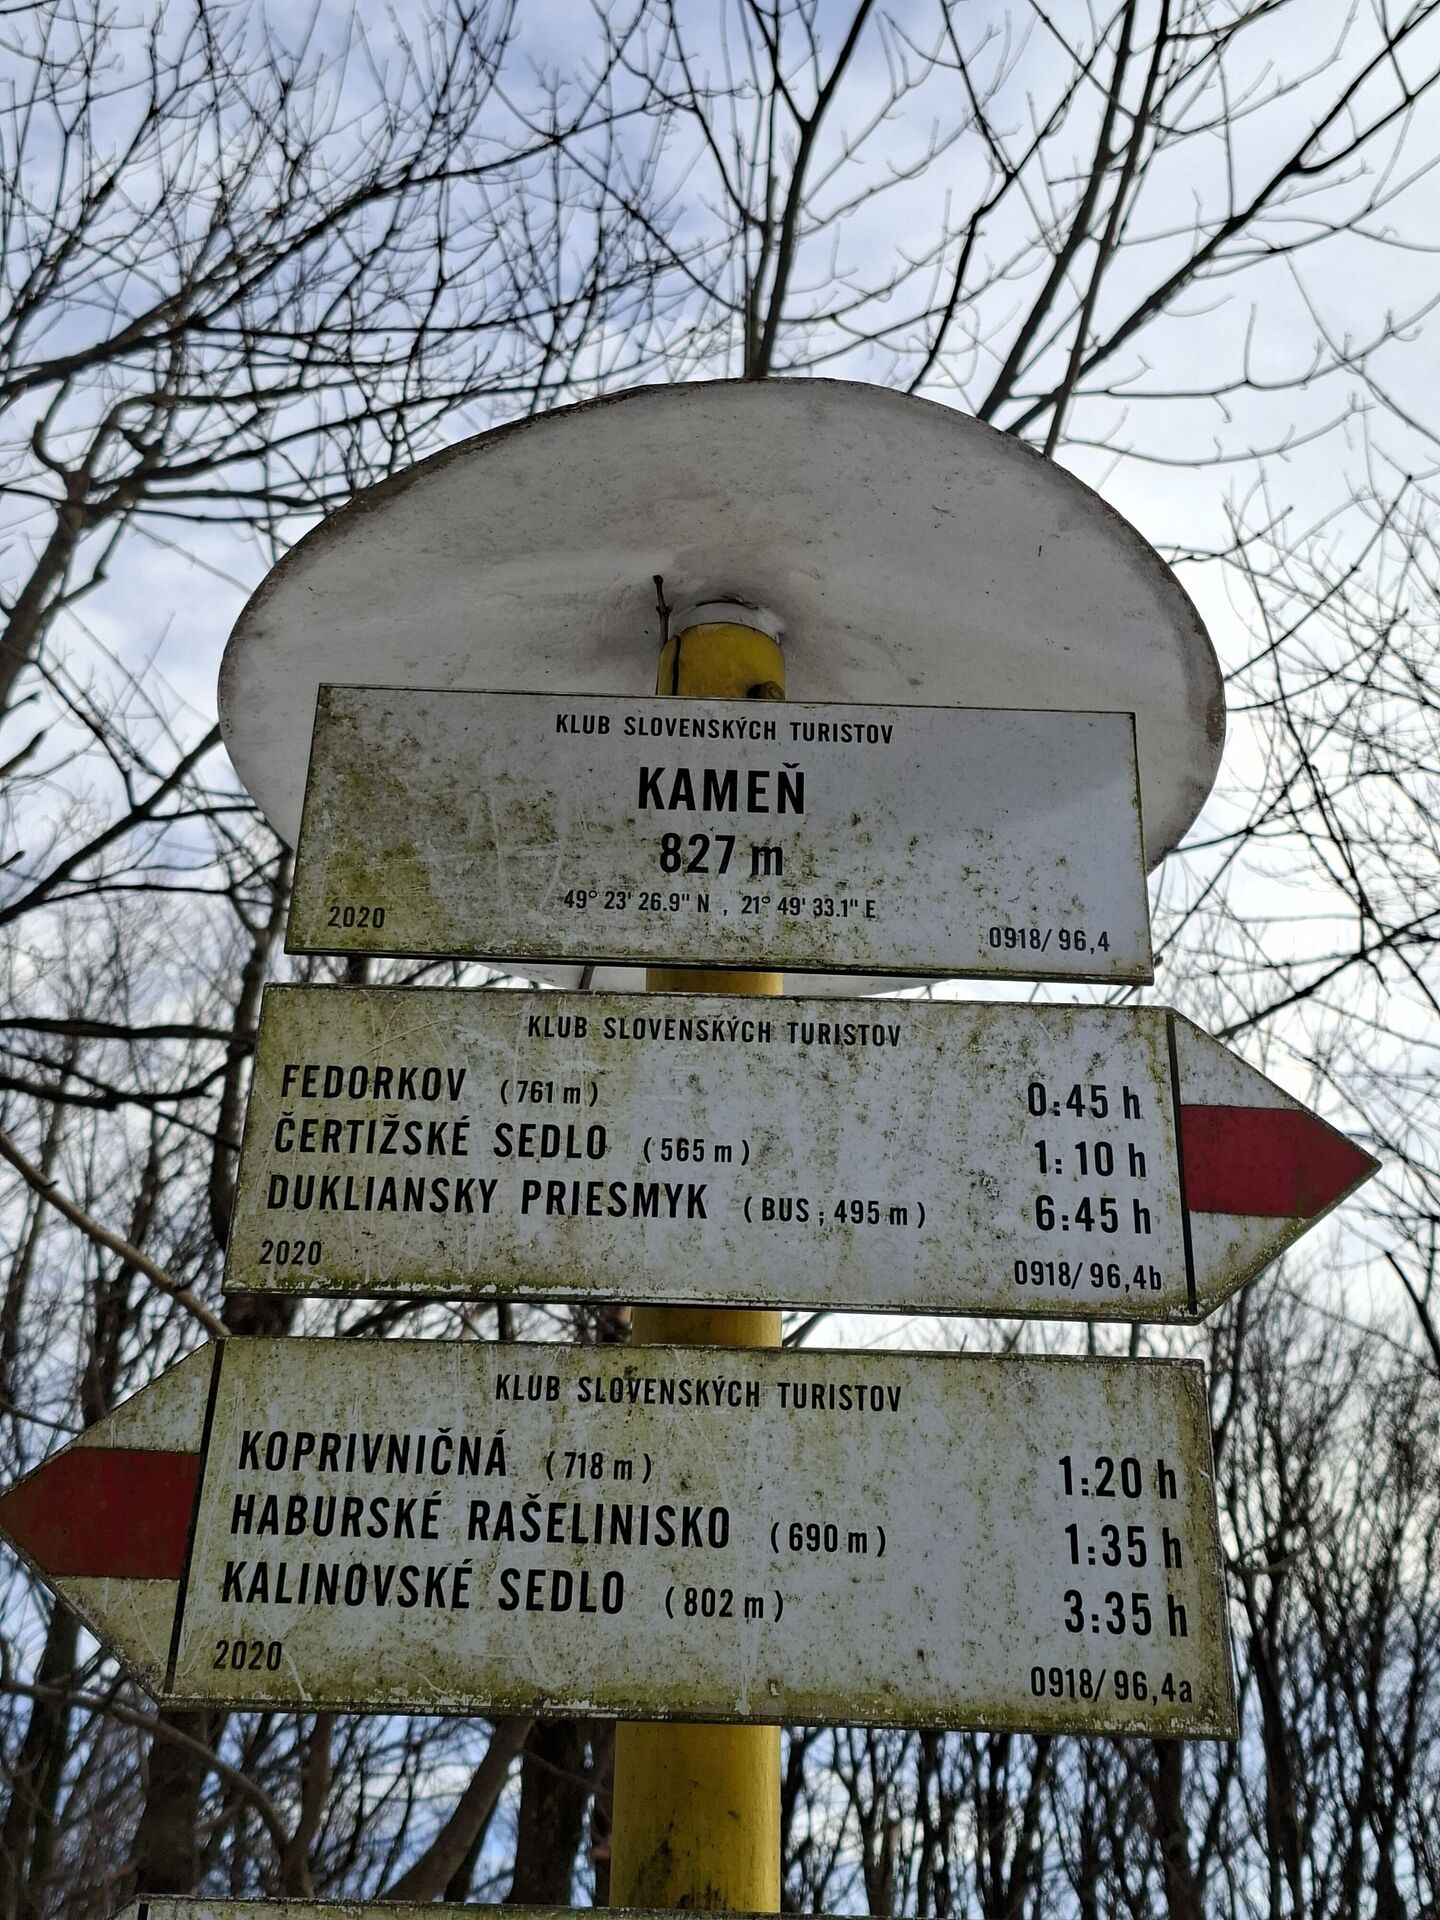 KLUB SLOVENSKÝCH TURISTOV
KAMEŇ
827 m
49° 23' 26.9" N , 21° 49' 33.1" E
2020 0918/ 96,4
KLUB SLOVENSKÝCH TURISTOV
FEDORKOV (761 m) 0:45 h
ČERTIŽSKÉ SEDLO (565 m) 1:10 h
DUKLIANSKY PRIESMYK (BUS ; 495 m) 6:45 h
2020 0918/ 96,4b
KLUB SLOVENSKÝCH TURISTOV
KOPRIVNIČNÁ (718 m) 1:20 h
HABURSKÉ RAŠELINISKO (690 m) 1:35 h
KALINOVSKÉ SEDLO (802 m) 3:35 h
2020 0918/ 96,4a